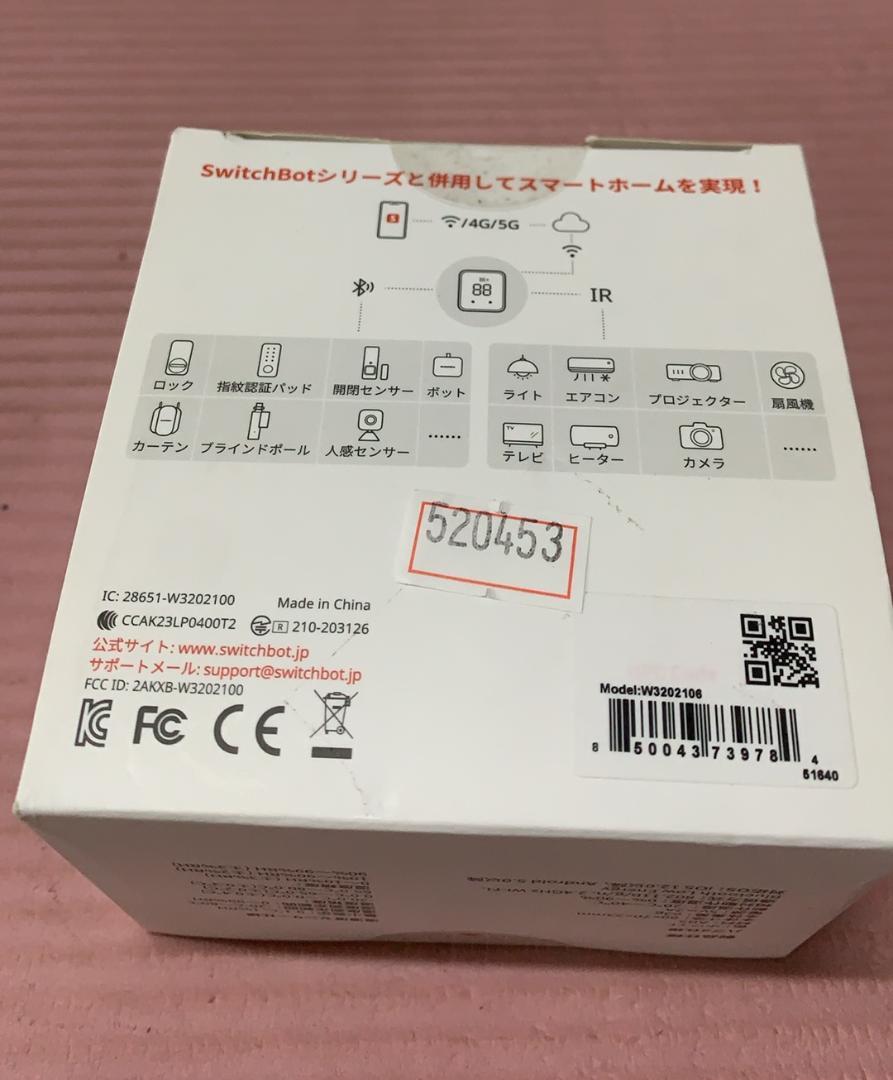 SwitchBotシリーズと併用してスマートホームを実現！
S
/4G/5G
88
IR
ロック
指紋認証パッド
開閉センサー
ボット
カーテン
ブラインドポール
人感センサー
......
ライト
エアコン
プロジェクター
扇風機
TV
テレビ
ヒーター
カメラ
......
520453
IC: 28651-W3202100
Made in China
CCAK23LP0400T2
R 210-203126
公式サイト: www.switchbot.jp
サポートメール: support@switchbot.jp
FCC ID: 2AKXB-W3202100
FC CE
Model:W3202106
8 50043 73978 4
51640